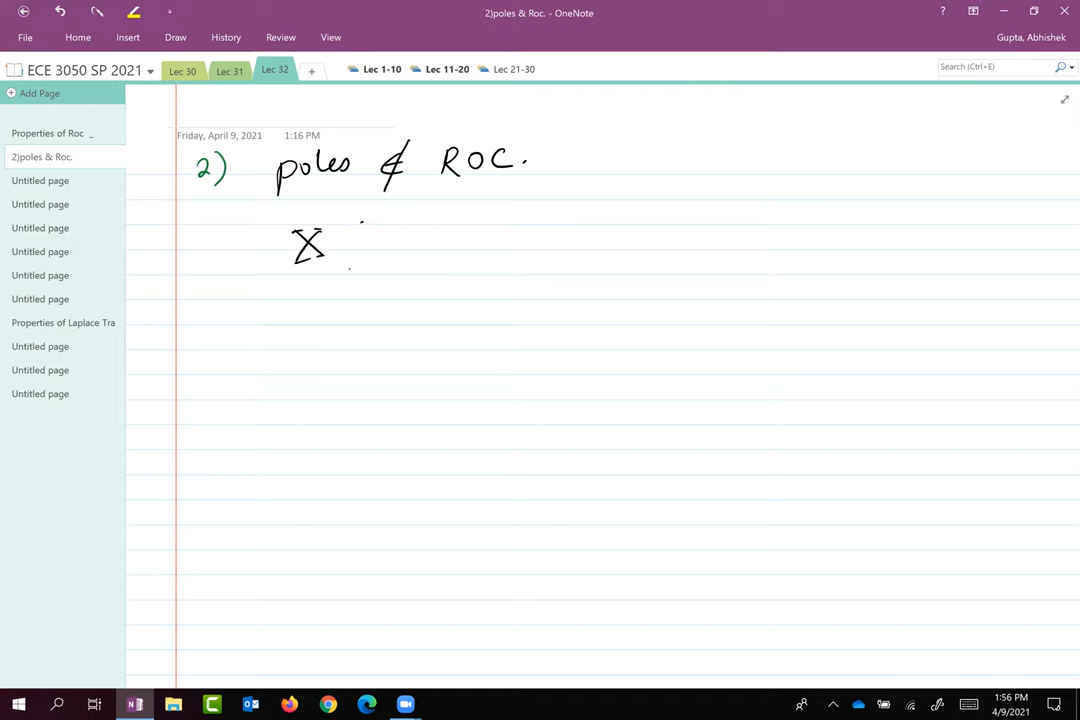 2)poles & Roc. - OneNote
?
File Home Insert Draw History Review View
Gupta, Abhishek
ECE 3050 SP 2021 Lec 30 Lec 31 Lec 32 + Lec 1-10 Lec 11-20 Lec 21-30
Search (Ctrl+E)
Add Page
Properties of Roc _
2)poles & Roc.
Untitled page
Untitled page
Untitled page
Untitled page
Untitled page
Untitled page
Properties of Laplace Tra
Untitled page
Untitled page
Untitled page
Friday, April 9, 2021 1:16 PM
2) poles ∉ ROC.
X
1:56 PM
4/9/2021